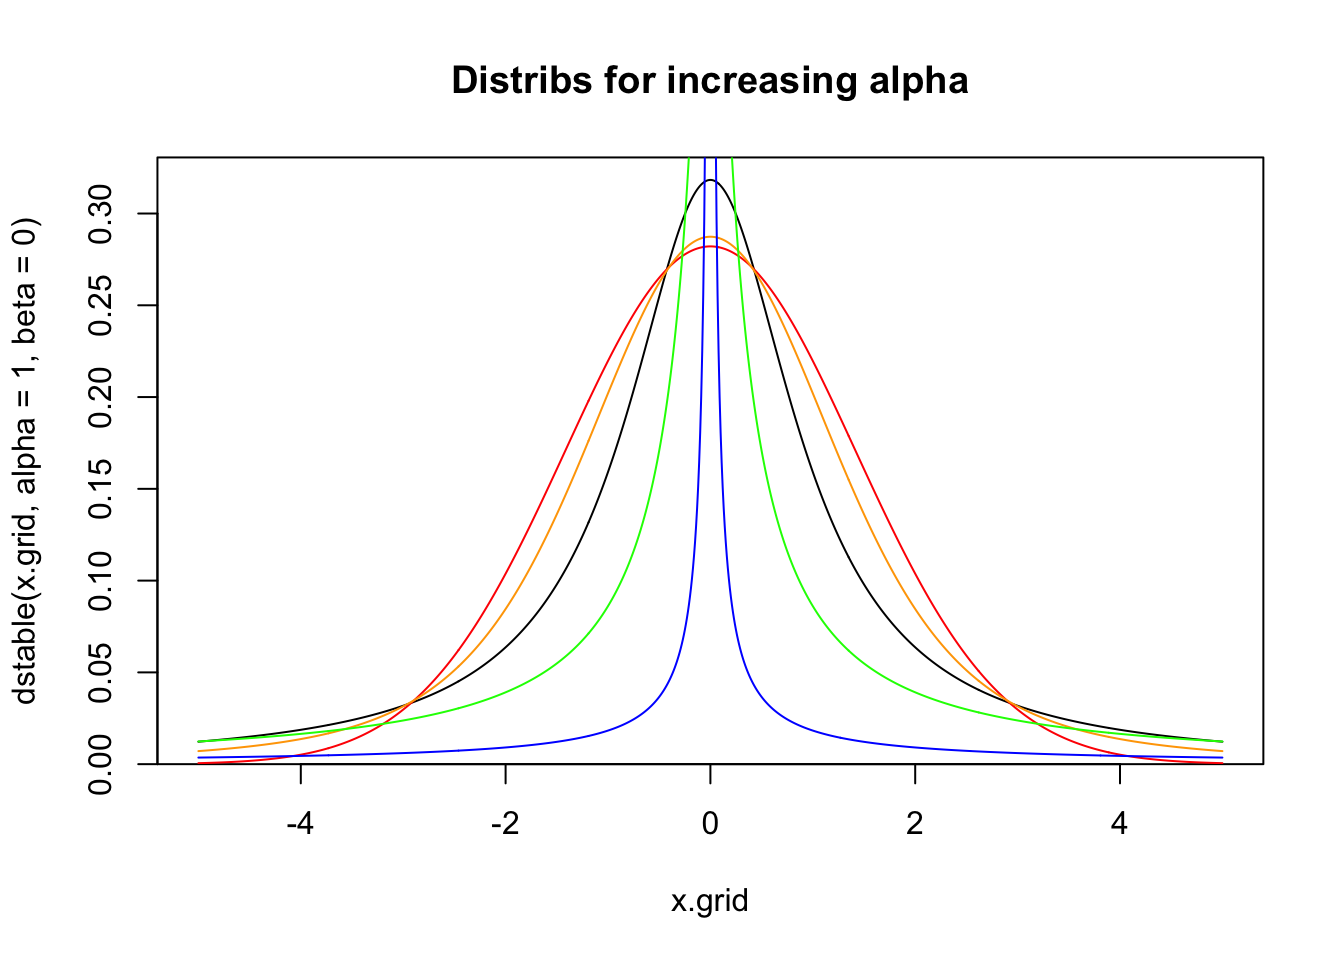 Distribs for increasing alpha
dstable(x.grid, alpha = 1, beta = 0)
0.30
0.25
0.20
0.15
0.10
0.05
0.00
-4 -2 0 2 4
x.grid